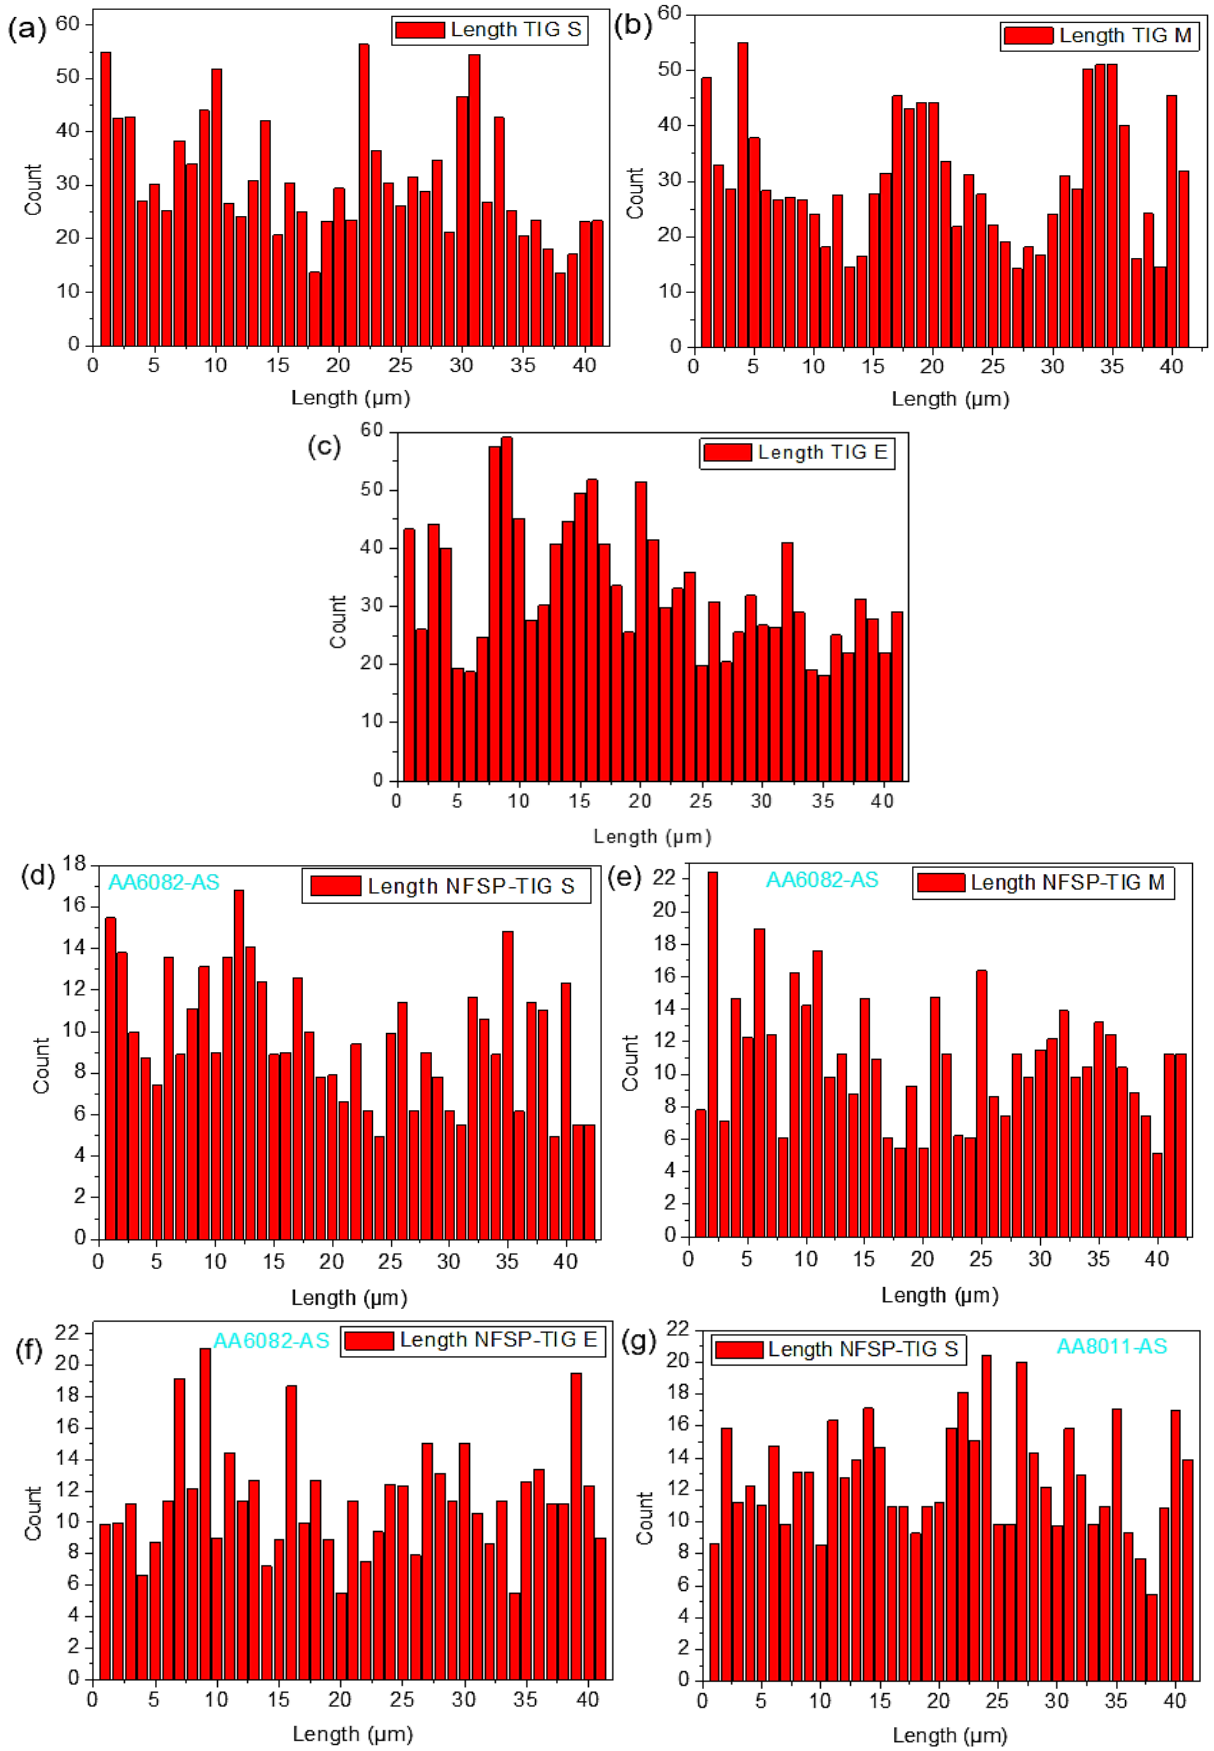 (a)
Length TIG S
60
50
40
30
20
10
0
Count
0 5 10 15 20 25 30 35 40
Length (µm)
(b)
Length TIG M
60
50
40
30
20
10
0
Count
0 5 10 15 20 25 30 35 40
Length (µm)
(c)
Length TIG E
60
50
40
30
20
10
0
Count
0 5 10 15 20 25 30 35 40
Length (µm)
(d)
AA6082-AS
Length NFSP-TIG S
18
16
14
12
10
8
6
4
2
0
Count
0 5 10 15 20 25 30 35 40
Length (µm)
(e)
AA6082-AS
Length NFSP-TIG M
22
20
18
16
14
12
10
8
6
4
2
0
Count
0 5 10 15 20 25 30 35 40
Length (µm)
(f)
AA6082-AS
Length NFSP-TIG E
22
20
18
16
14
12
10
8
6
4
2
0
Count
0 5 10 15 20 25 30 35 40
Length (µm)
(g)
Length NFSP-TIG S
AA8011-AS
22
20
18
16
14
12
10
8
6
4
2
0
Count
0 5 10 15 20 25 30 35 40
Length (µm)